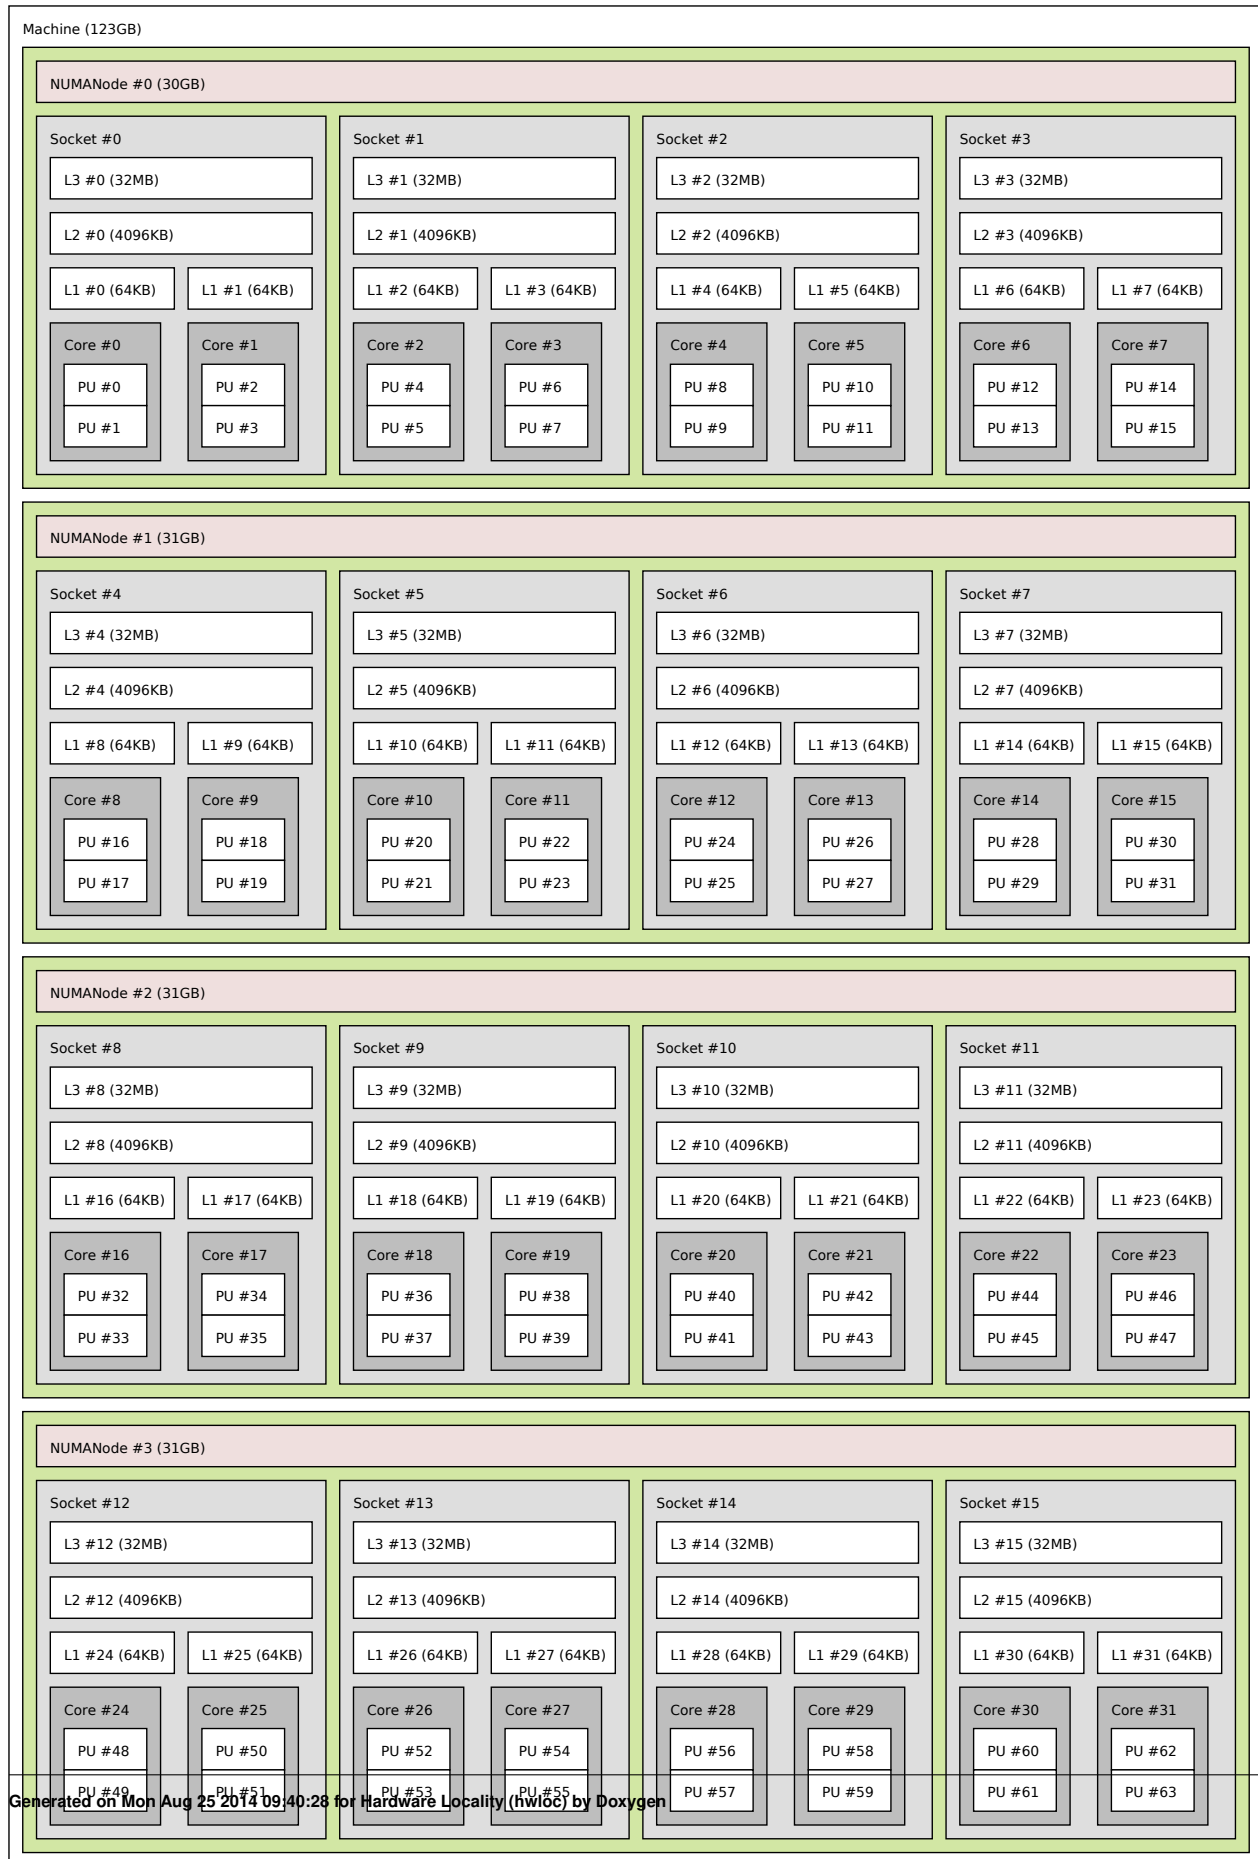 Machine (123GB)
NUMANode #0 (30GB)
Socket #0 Socket #1 Socket #2 Socket #3
L3 #0 (32MB) L3 #1 (32MB) L3 #2 (32MB) L3 #3 (32MB)
L2 #0 (4096KB) L2 #1 (4096KB) L2 #2 (4096KB) L2 #3 (4096KB)
L1 #0 (64KB) L1 #1 (64KB) L1 #2 (64KB) L1 #3 (64KB) L1 #4 (64KB) L1 #5 (64KB) L1 #6 (64KB) L1 #7 (64KB)
Core #0 Core #1 Core #2 Core #3 Core #4 Core #5 Core #6 Core #7
PU #0 PU #2 PU #4 PU #6 PU #8 PU #10 PU #12 PU #14
PU #1 PU #3 PU #5 PU #7 PU #9 PU #11 PU #13 PU #15
NUMANode #1 (31GB)
Socket #4 Socket #5 Socket #6 Socket #7
L3 #4 (32MB) L3 #5 (32MB) L3 #6 (32MB) L3 #7 (32MB)
L2 #4 (4096KB) L2 #5 (4096KB) L2 #6 (4096KB) L2 #7 (4096KB)
L1 #8 (64KB) L1 #9 (64KB) L1 #10 (64KB) L1 #11 (64KB) L1 #12 (64KB) L1 #13 (64KB) L1 #14 (64KB) L1 #15 (64KB)
Core #8 Core #9 Core #10 Core #11 Core #12 Core #13 Core #14 Core #15
PU #16 PU #18 PU #20 PU #22 PU #24 PU #26 PU #28 PU #30
PU #17 PU #19 PU #21 PU #23 PU #25 PU #27 PU #29 PU #31
NUMANode #2 (31GB)
Socket #8 Socket #9 Socket #10 Socket #11
L3 #8 (32MB) L3 #9 (32MB) L3 #10 (32MB) L3 #11 (32MB)
L2 #8 (4096KB) L2 #9 (4096KB) L2 #10 (4096KB) L2 #11 (4096KB)
L1 #16 (64KB) L1 #17 (64KB) L1 #18 (64KB) L1 #19 (64KB) L1 #20 (64KB) L1 #21 (64KB) L1 #22 (64KB) L1 #23 (64KB)
Core #16 Core #17 Core #18 Core #19 Core #20 Core #21 Core #22 Core #23
PU #32 PU #34 PU #36 PU #38 PU #40 PU #42 PU #44 PU #46
PU #33 PU #35 PU #37 PU #39 PU #41 PU #43 PU #45 PU #47
NUMANode #3 (31GB)
Socket #12 Socket #13 Socket #14 Socket #15
L3 #12 (32MB) L3 #13 (32MB) L3 #14 (32MB) L3 #15 (32MB)
L2 #12 (4096KB) L2 #13 (4096KB) L2 #14 (4096KB) L2 #15 (4096KB)
L1 #24 (64KB) L1 #25 (64KB) L1 #26 (64KB) L1 #27 (64KB) L1 #28 (64KB) L1 #29 (64KB) L1 #30 (64KB) L1 #31 (64KB)
Core #24 Core #25 Core #26 Core #27 Core #28 Core #29 Core #30 Core #31
PU #48 PU #50 PU #52 PU #54 PU #56 PU #58 PU #60 PU #62
PU #49 PU #51 PU #53 PU #55 PU #57 PU #59 PU #61 PU #63
Generated on Mon Aug 25 2014 09:40:28 for Hardware Locality (hwloc) by Doxygen